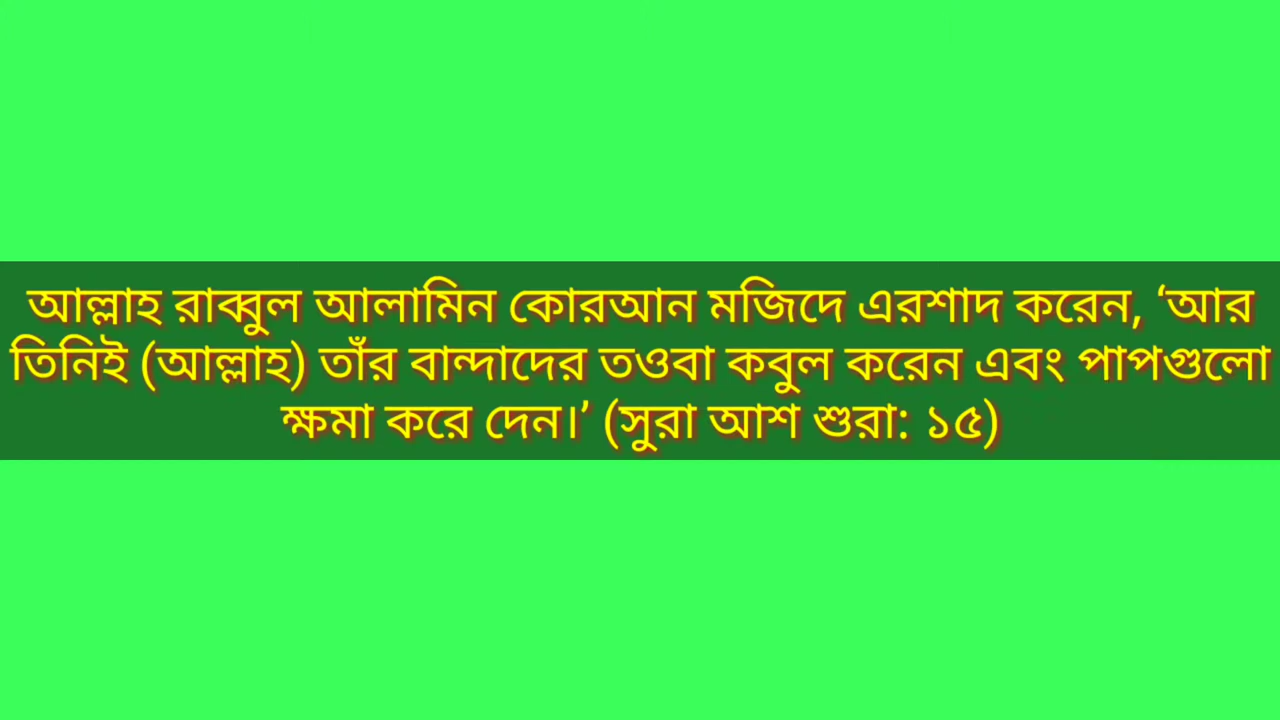 আল্লাহ রাব্বুল আলামিন কোরআন মজিদে এরশাদ করেন, ‘আর
তিনিই (আল্লাহ) তাঁর বান্দাদের তওবা কবুল করেন এবং পাপগুলো
ক্ষমা করে দেন।’ (সুরা আশ শুরা: ১৫)